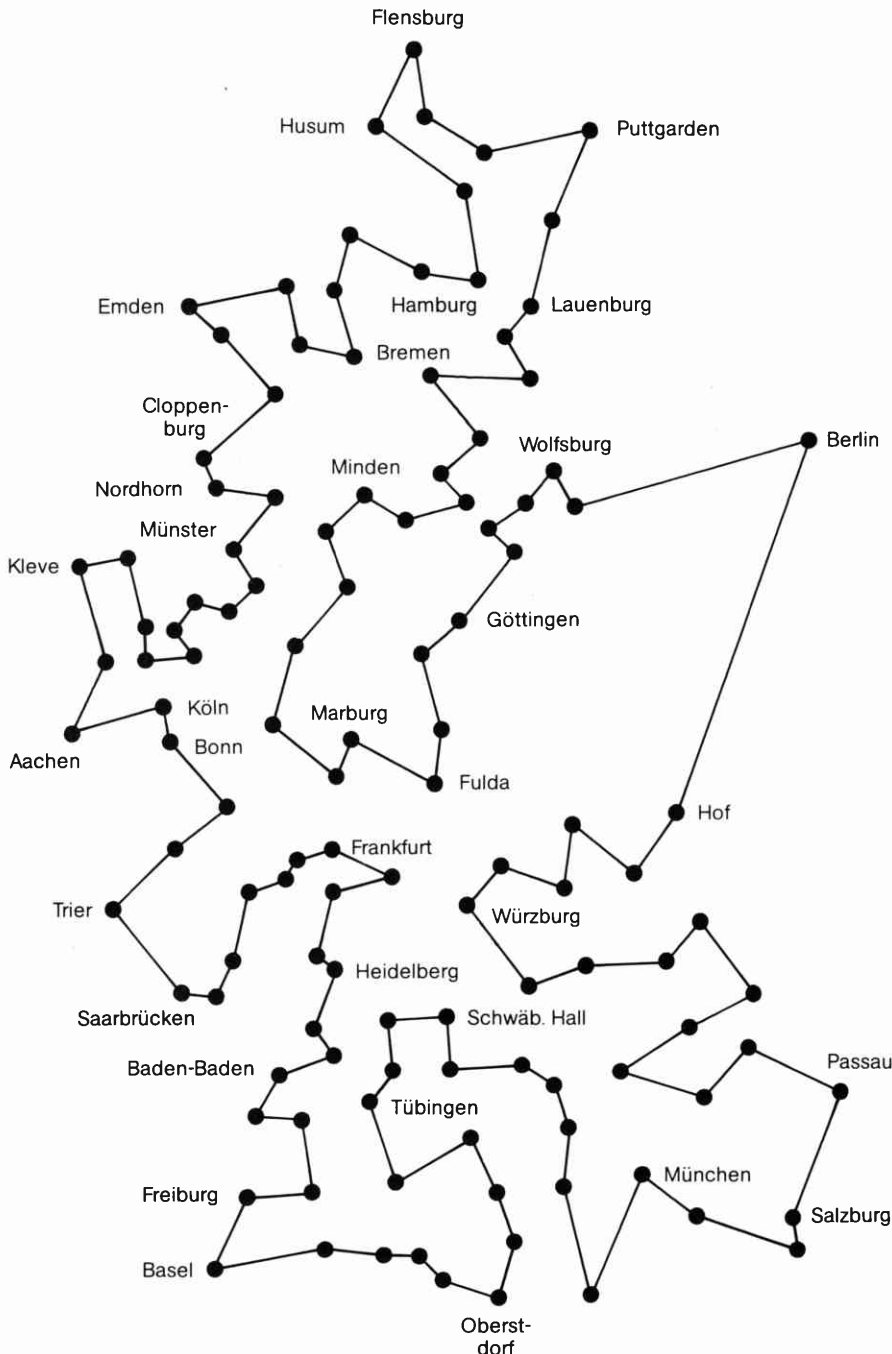 Flensburg
Husum
Puttgarden
Emden
Hamburg
Lauenburg
Bremen
Cloppen-
burg
Wolfsburg
Berlin
Minden
Nordhorn
Münster
Kleve
Göttingen
Köln
Marburg
Bonn
Aachen
Fulda
Hof
Frankfurt
Trier
Würzburg
Heidelberg
Saarbrücken
Schwäb. Hall
Baden-Baden
Passau
Tübingen
München
Freiburg
Salzburg
Basel
Oberst-
dorf